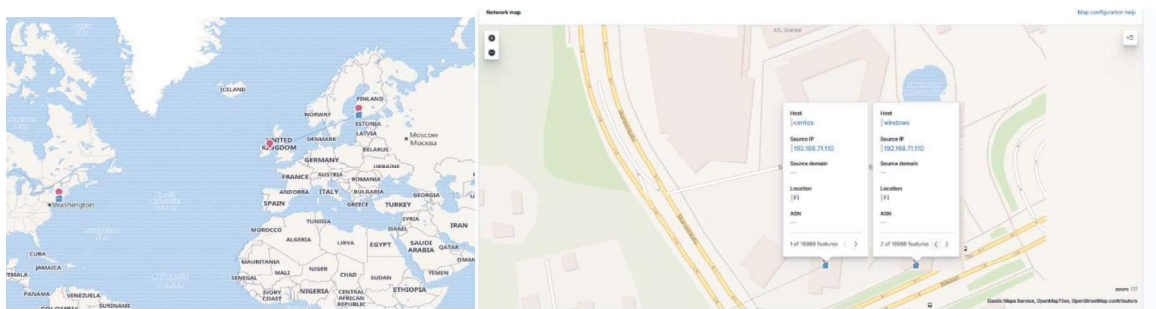 ICELAND
FINLAND
NORWAY
ESTONIA
LATVIA
Moscow
Москва
UNITED
KINGDOM
DENMARK
BELARUS
GERMANY
UKRAINE
FRANCE
AUSTRIA
ROMANIA
ANDORRA
ITALY
BULGARIA
GEORGIA
Washington
SPAIN
GREECE
TURKEY
TUNISIA
SYRIA
MOROCCO
ISRAEL
IRAN
ALGERIA
LIBYA
EGYPT
SAUDI
ARABIA
QATAR
CUBA
MAURITANIA
OMAN
JAMAICA
MALI
NIGER
CHAD
SUDAN
YEMEN
SENEGAL
PANAMA
VENEZUELA
IVORY
COAST
NIGERIA
CENTRAL
AFRICAN
REPUBLIC
ETHIOPIA
SURINAME
Network map
Map configuration help
Host
centos
Source IP
192.168.71.110
Source domain
—
Location
FI
ASN
—
1 of 16988 features
Host
windows
Source IP
192.168.71.110
Source domain
—
Location
FI
ASN
—
2 of 16988 features
Elastic Maps Service, OpenMapTiles, OpenStreetMap contributors